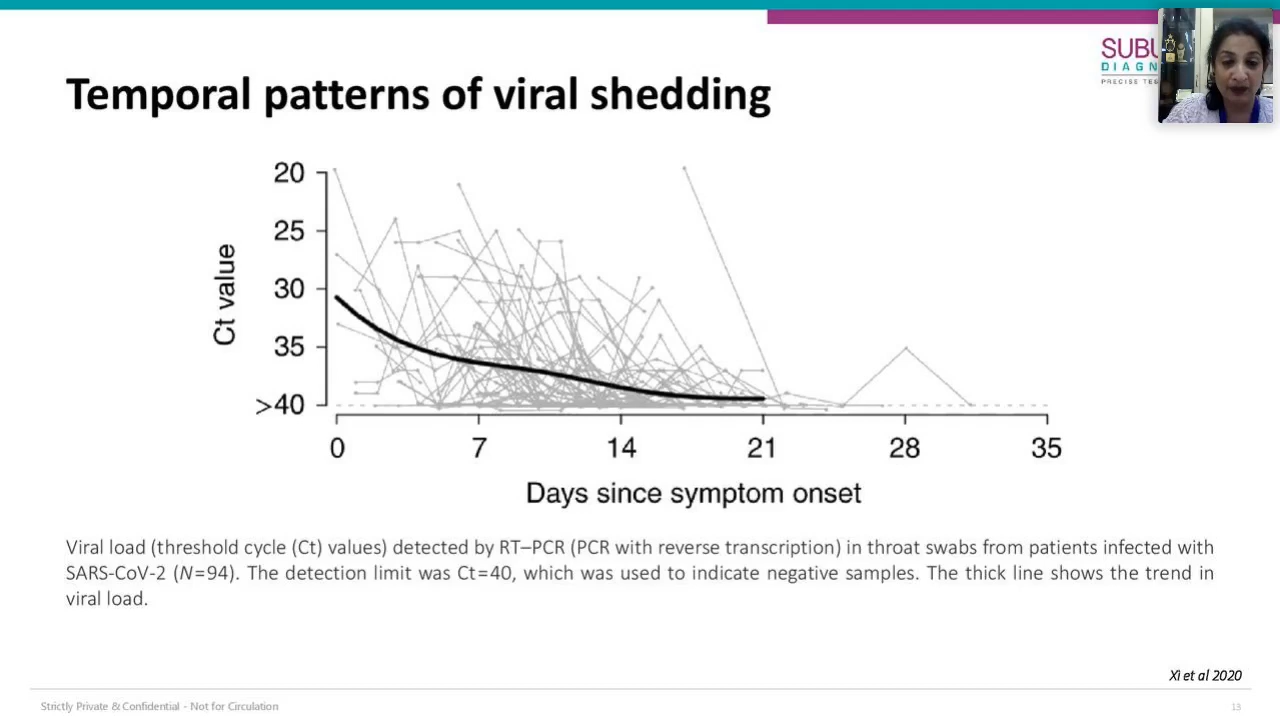 SUBU
DIAGN
PRECISE TES
Temporal patterns of viral shedding
20
25
30
35
>40
Ct value
0 7 14 21 28 35
Days since symptom onset
Viral load (threshold cycle (Ct) values) detected by RT–PCR (PCR with reverse transcription) in throat swabs from patients infected with
SARS-CoV-2 (N=94). The detection limit was Ct=40, which was used to indicate negative samples. The thick line shows the trend in
viral load.
Xi et al 2020
Strictly Private & Confidential - Not for Circulation
13